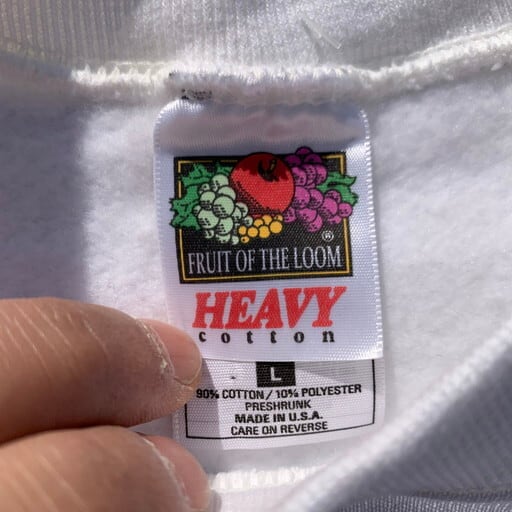 ®
FRUIT OF THE LOOM
HEAVY
cotton
L
90% COTTON / 10% POLYESTER
PRESHRUNK
MADE IN U.S.A.
CARE ON REVERSE